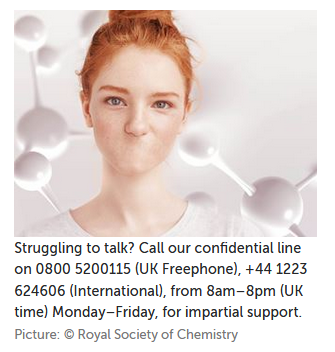 Struggling to talk? Call our confidential line
on 0800 5200115 (UK Freephone), +44 1223
624606 (International), from 8am–8pm (UK
time) Monday–Friday, for impartial support.
Picture: © Royal Society of Chemistry